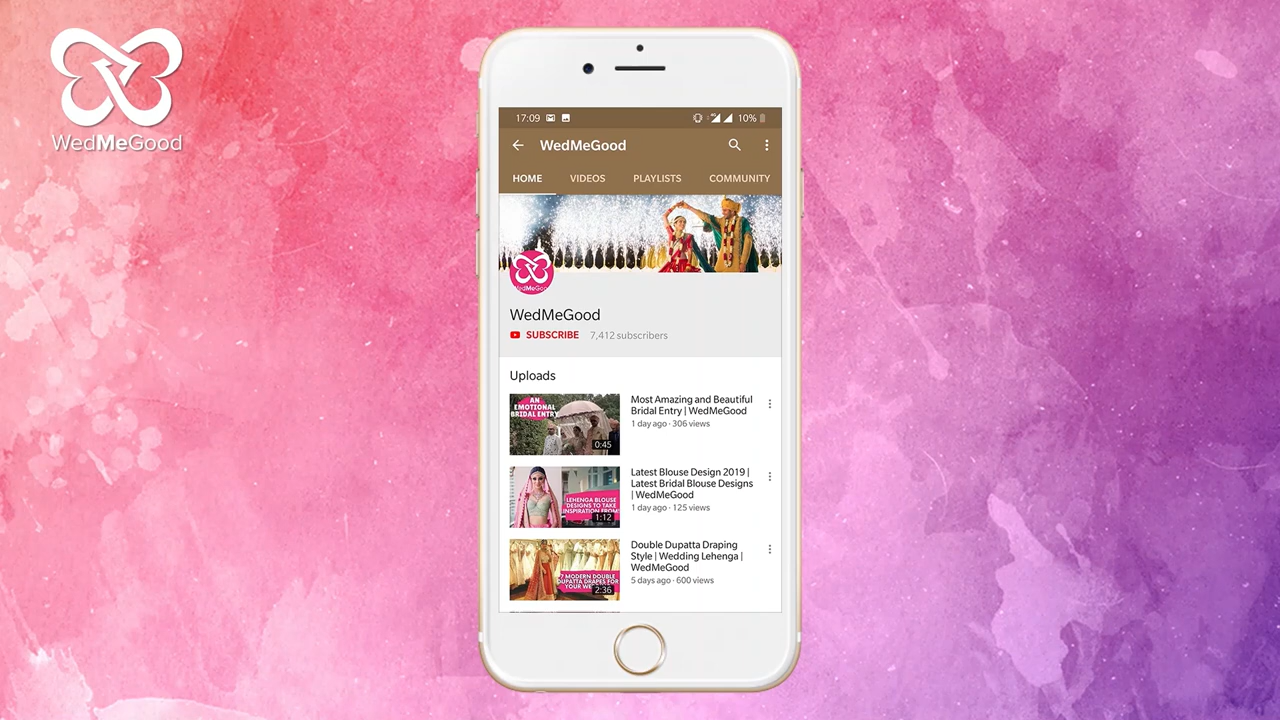 WedMeGood
17:09
10%
WedMeGood
HOME VIDEOS PLAYLISTS COMMUNITY
WedMeGood
SUBSCRIBE 7,412 subscribers
Uploads
AN
EMOTIONAL
BRIDAL ENTRY
0:45
Most Amazing and Beautiful
Bridal Entry | WedMeGood
1 day ago · 306 views
LEHENGA BLOUSE
DESIGNS TO TAKE
INSPIRATION FROM
1:12
Latest Blouse Design 2019 |
Latest Bridal Blouse Designs
| WedMeGood
1 day ago · 125 views
7 MODERN DOUBLE
DUPATTA DRAPES FOR
YOUR
2:36
Double Dupatta Draping
Style | Wedding Lehenga |
WedMeGood
5 days ago · 600 views